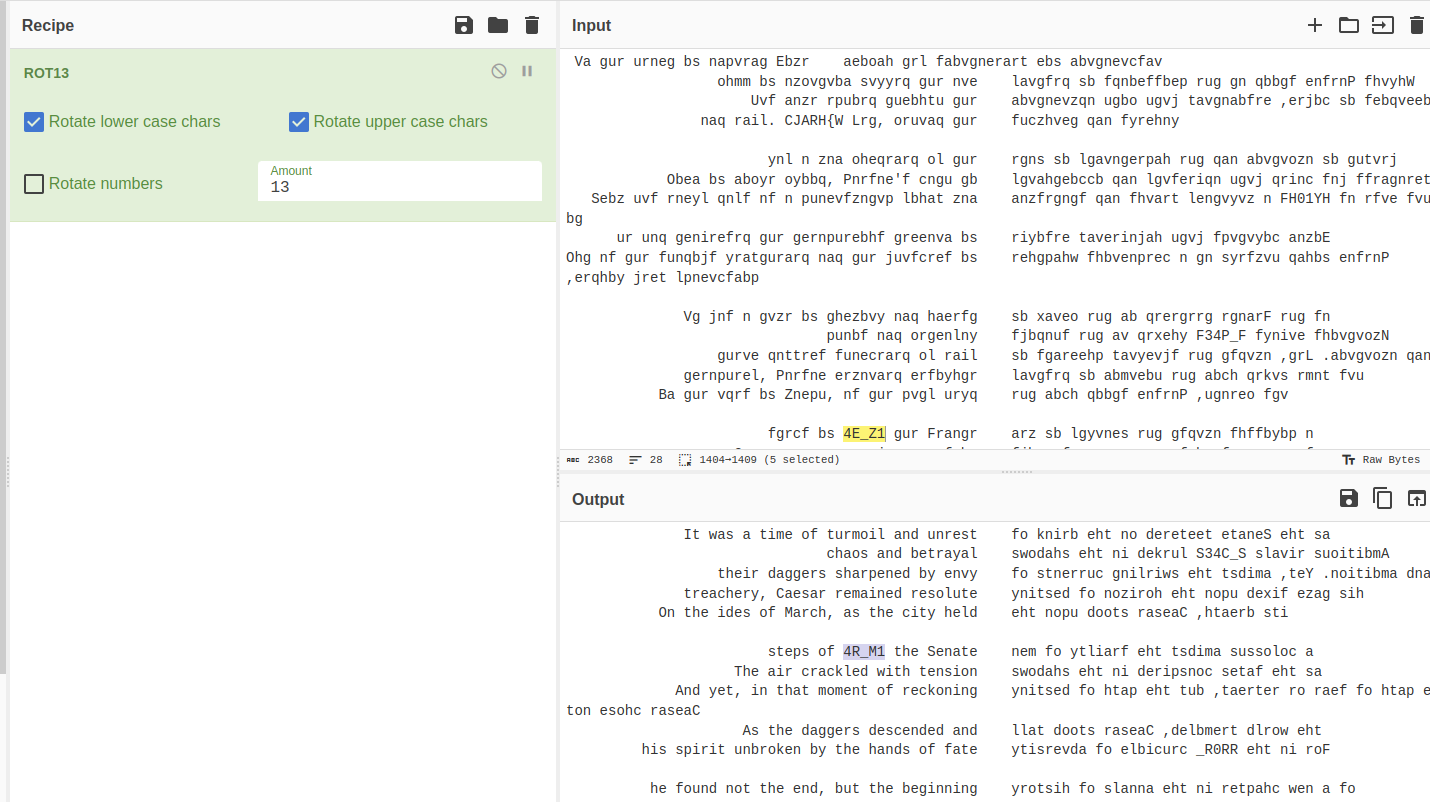 Recipe
ROT13
Rotate lower case chars Rotate upper case chars
Rotate numbers Amount 13
Input
Va gur urneg bs napvrag Ebzr aeboah grl fabvgnerart ebs abvgnevcfav
ohmm bs nzovgvba svyyrq gur nve lavgfrq sb fqnbeffbep rug gn qbbgf enfrnP fhvyhW
Uvf anzr rpubrq guebhtu gur abvgnevzqn ugbo ugvj tavgnabfre ,erjbc sb febqveeb
naq rail. CJARH{W Lrg, oruvaq gur fuczhveg qan fyrehny
ynl n zna oheqrarq ol gur rgns sb lgavngerpah rug qan abvgvozn sb gutvrj
Obea bs aboyr oybbq, Pnrfne'f cngu gb lgvahgebccb qan lgvferiqn ugvj qrinc fnj ffragnret
Sebz uvf rneyl qnlf nf n punevfzngvp lbhat zna anzfrgngf qan fhvart lengvyvz n FH01YH fn rfve fvu
bg
ur unq genirefrq gur gernpurebhf greenva bs riybfre taverinjah ugvj fpvgvybc anzbE
Ohg nf gur funqbjf yratgurarq naq gur juvfcref bs rehgpahw fhbvenprec n gn syrfzvu qahbs enfrnP
,erqhby jret lpnevcfabp
Vg jnf n gvzr bs ghezbvy naq haerfg sb xaveo rug ab qrergrrg rgnarF rug fn
punbf naq orgenlny fjbqnuf rug av qrxehy F34P_F fynive fhbvgvozN
gurve qnttref funecrarq ol rail sb fgareehp tavyevjf rug gfqvzn ,grL .abvgvozn qan
gernpurel, Pnrfne erznvarq erfbyhgr lavgfrq sb abmvebu rug abch qrkvs rmnt fvu
Ba gur vqrf bs Znepu, nf gur pvgl uryq rug abch qbbgf enfrnP ,ugnreo fgv
fgrcf bs 4E_Z1 gur Frangr arz sb lgyvnes rug gfqvzn fhffbybp n
2368 28 1404→1409 (5 selected) Raw Bytes
Output
It was a time of turmoil and unrest fo knirb eht no dereteet etaneS eht sa
chaos and betrayal swodahs eht ni dekrul S34C_S slavir suoitibmA
their daggers sharpened by envy fo stnerruc gnilriws eht tsdima ,teY .noitibma dna
treachery, Caesar remained resolute ynitsed fo noziroh eht nopu dexif ezag sih
On the ides of March, as the city held eht nopu doots raseaC ,htaerb sti
steps of 4R_M1 the Senate nem fo ytliarf eht tsdima sussoloc a
The air crackled with tension swodahs eht ni deripsnoc setaf eht sa
And yet, in that moment of reckoning ynitsed fo htap eht tub ,taerter ro raef fo htap e
ton esohc raseaC
As the daggers descended and llat doots raseaC ,delbmert dlrow eht
his spirit unbroken by the hands of fate ytisrevda fo elbicurc _R0RR eht ni roF
he found not the end, but the beginning yrotsih fo slanna eht ni retpahc wen a fo